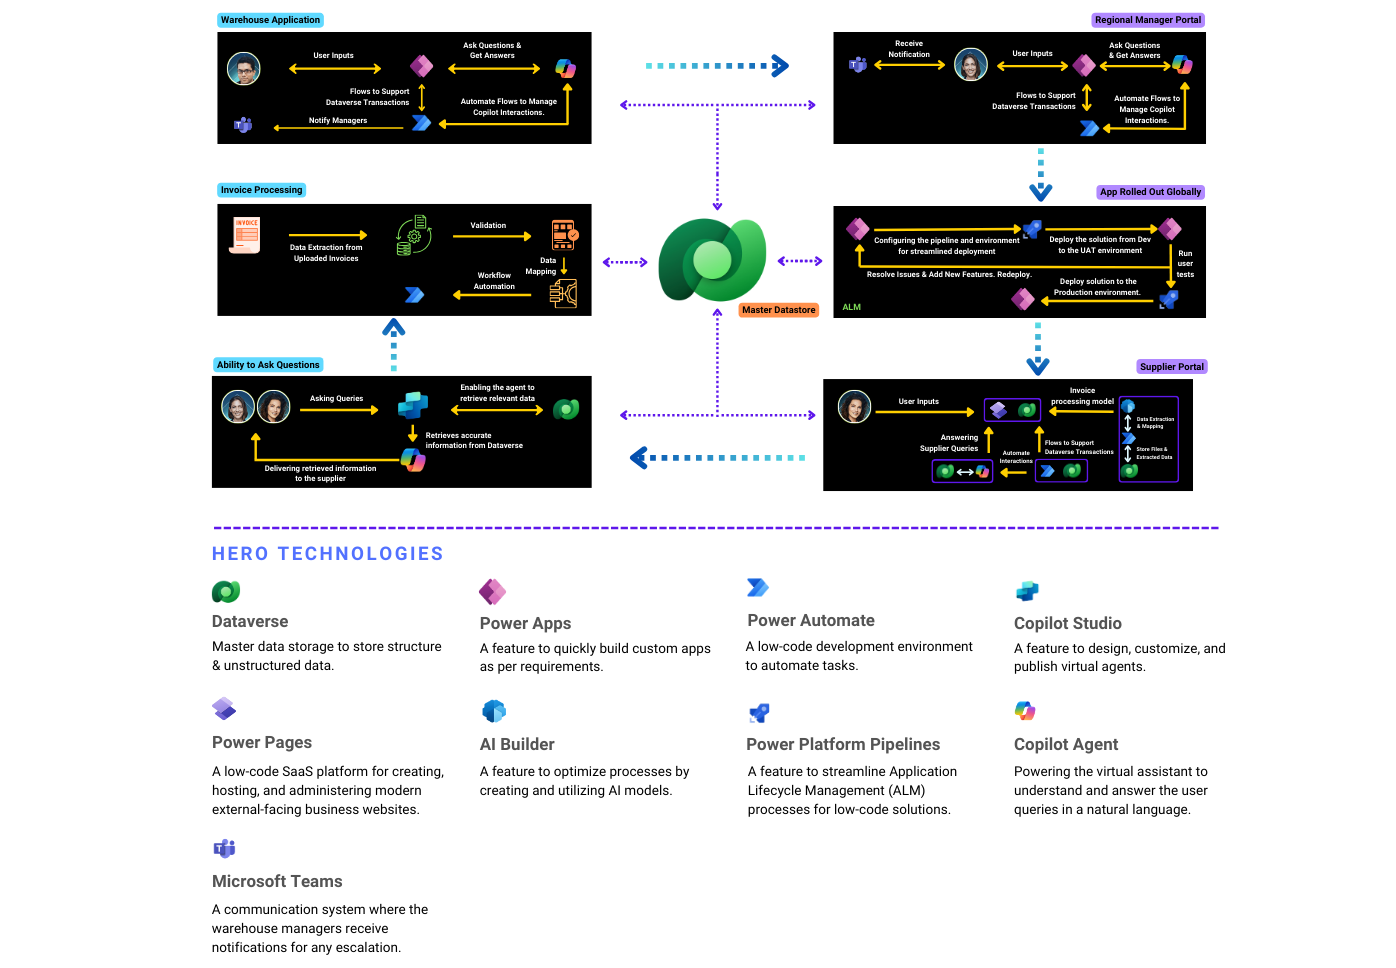 Warehouse Application
User Inputs
Ask Questions &
Get Answers
Flows to Support
Dataverse Transactions
Automate Flows to Manage
Copilot Interactions.
Notify Managers
Regional Manager Portal
Receive
Notification
User Inputs
Ask Questions
& Get Answers
Flows to Support
Dataverse Transactions
Automate Flows to
Manage Copilot
Interactions.
Invoice Processing
INVOICE
Data Extraction from
Uploaded Invoices
Validation
Data
Mapping
Workflow
Automation
Master Datastore
App Rolled Out Globally
Configuring the pipeline and environment
for streamlined deployment
Deploy the solution from Dev
to the UAT environment
Run
user
tests
Resolve Issues & Add New Features. Redeploy.
Deploy solution to the
Production environment.
ALM
Ability to Ask Questions
Asking Queries
Enabling the agent to
retrieve relevant data
Retrieves accurate
information from Dataverse
Delivering retrieved information
to the supplier
Supplier Portal
User Inputs
Invoice
processing model
Data Extraction
& Mapping
Store Files &
Extracted Data
Answering
Supplier Queries
Flows to Support
Dataverse Transactions
Automate
Interactions
HERO TECHNOLOGIES
Dataverse
Master data storage to store structure
& unstructured data.
Power Apps
A feature to quickly build custom apps
as per requirements.
Power Automate
A low-code development environment
to automate tasks.
Copilot Studio
A feature to design, customize, and
publish virtual agents.
Power Pages
A low-code SaaS platform for creating,
hosting, and administering modern
external-facing business websites.
AI Builder
A feature to optimize processes by
creating and utilizing AI models.
Power Platform Pipelines
A feature to streamline Application
Lifecycle Management (ALM)
processes for low-code solutions.
Copilot Agent
Powering the virtual assistant to
understand and answer the user
queries in a natural language.
Microsoft Teams
A communication system where the
warehouse managers receive
notifications for any escalation.